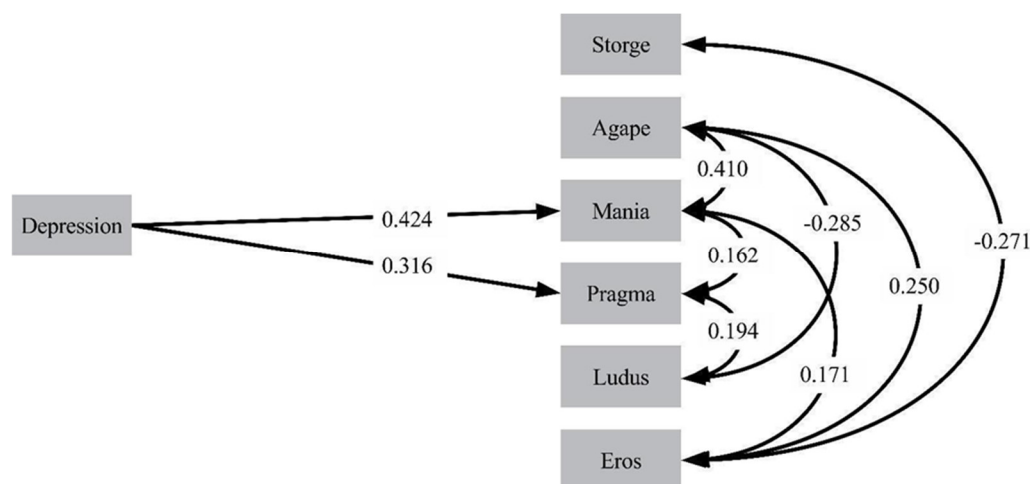 Storge
Agape
0.410
Depression
0.424
Mania
-0.285
-0.271
0.162
0.316
Pragma
0.250
0.194
Ludus
0.171
Eros